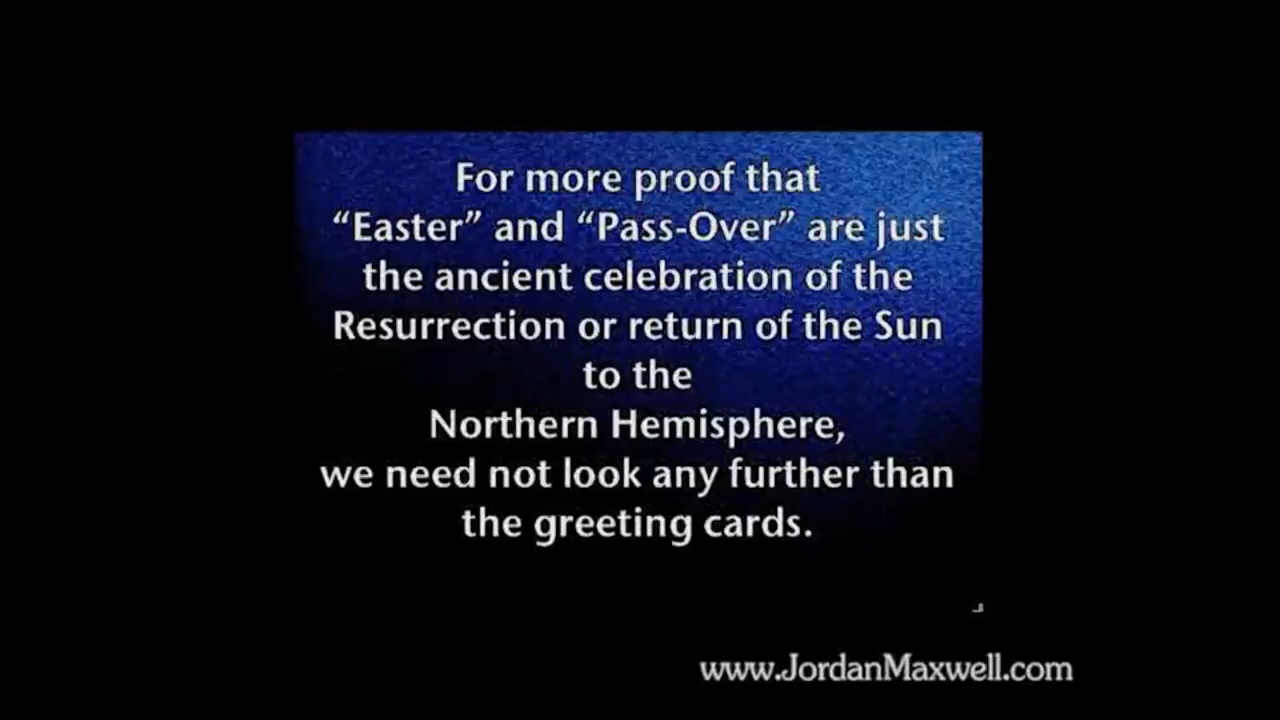 For more proof that
“Easter” and “Pass-Over” are just
the ancient celebration of the
Resurrection or return of the Sun
to the
Northern Hemisphere,
we need not look any further than
the greeting cards.
www.JordanMaxwell.com